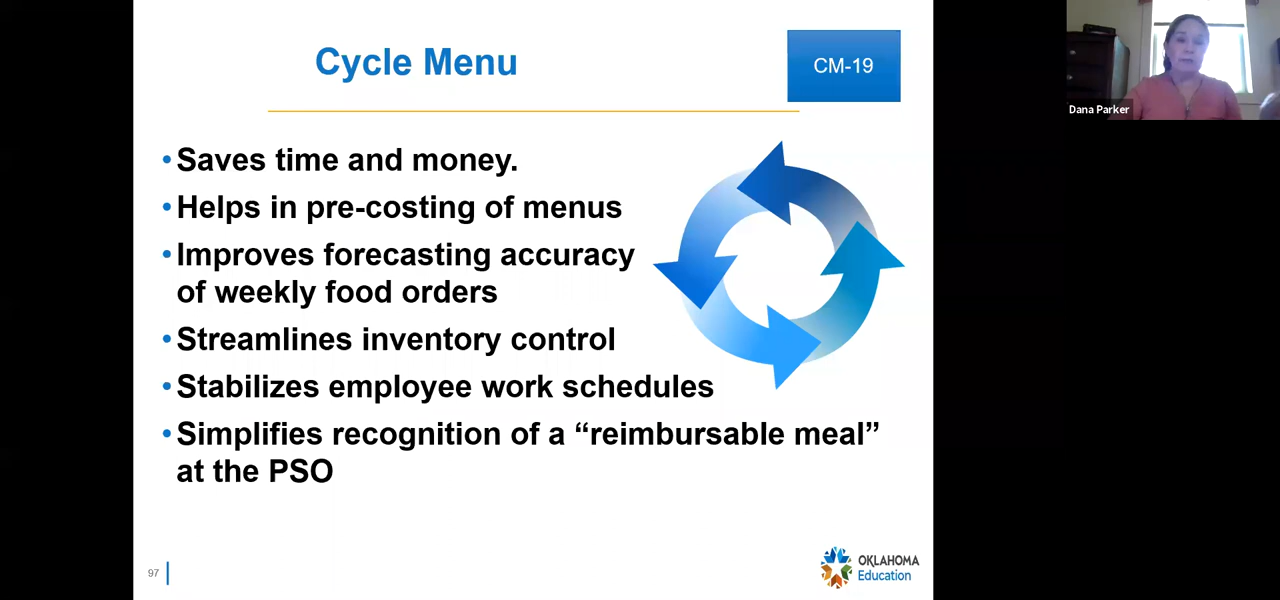 Cycle Menu
CM-19
Dana Parker
•Saves time and money.
•Helps in pre-costing of menus
•Improves forecasting accuracy
of weekly food orders
•Streamlines inventory control
•Stabilizes employee work schedules
•Simplifies recognition of a “reimbursable meal”
at the PSO
97
OKLAHOMA
Education